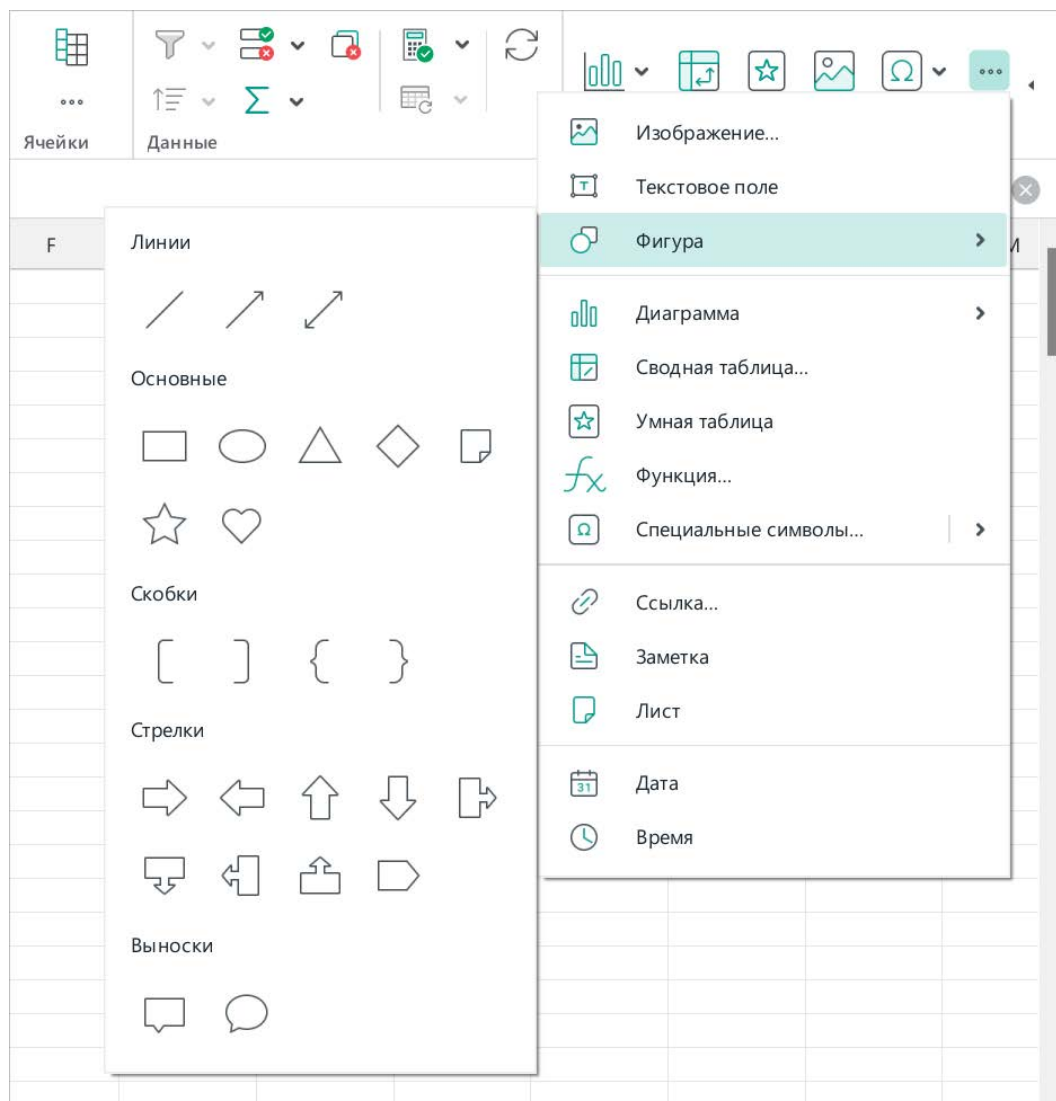 Ячейки
Данные
F
M
Линии
Основные
Скобки
Стрелки
Выноски
Изображение...
Текстовое поле
Фигура
Диаграмма
Сводная таблица...
Умная таблица
Функция...
Специальные символы...
Ссылка...
Заметка
Лист
31
Дата
Время